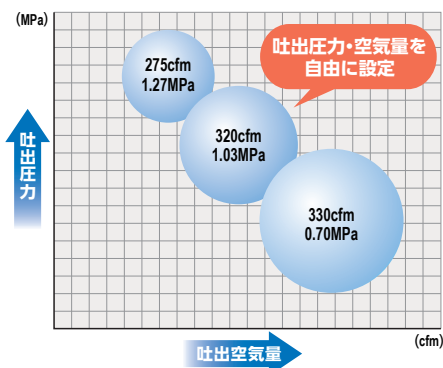 (MPa)
275cfm
1.27MPa
吐出圧力・空気量を
自由に設定
320cfm
1.03MPa
吐出圧力
330cfm
0.70MPa
吐出空気量
(cfm)